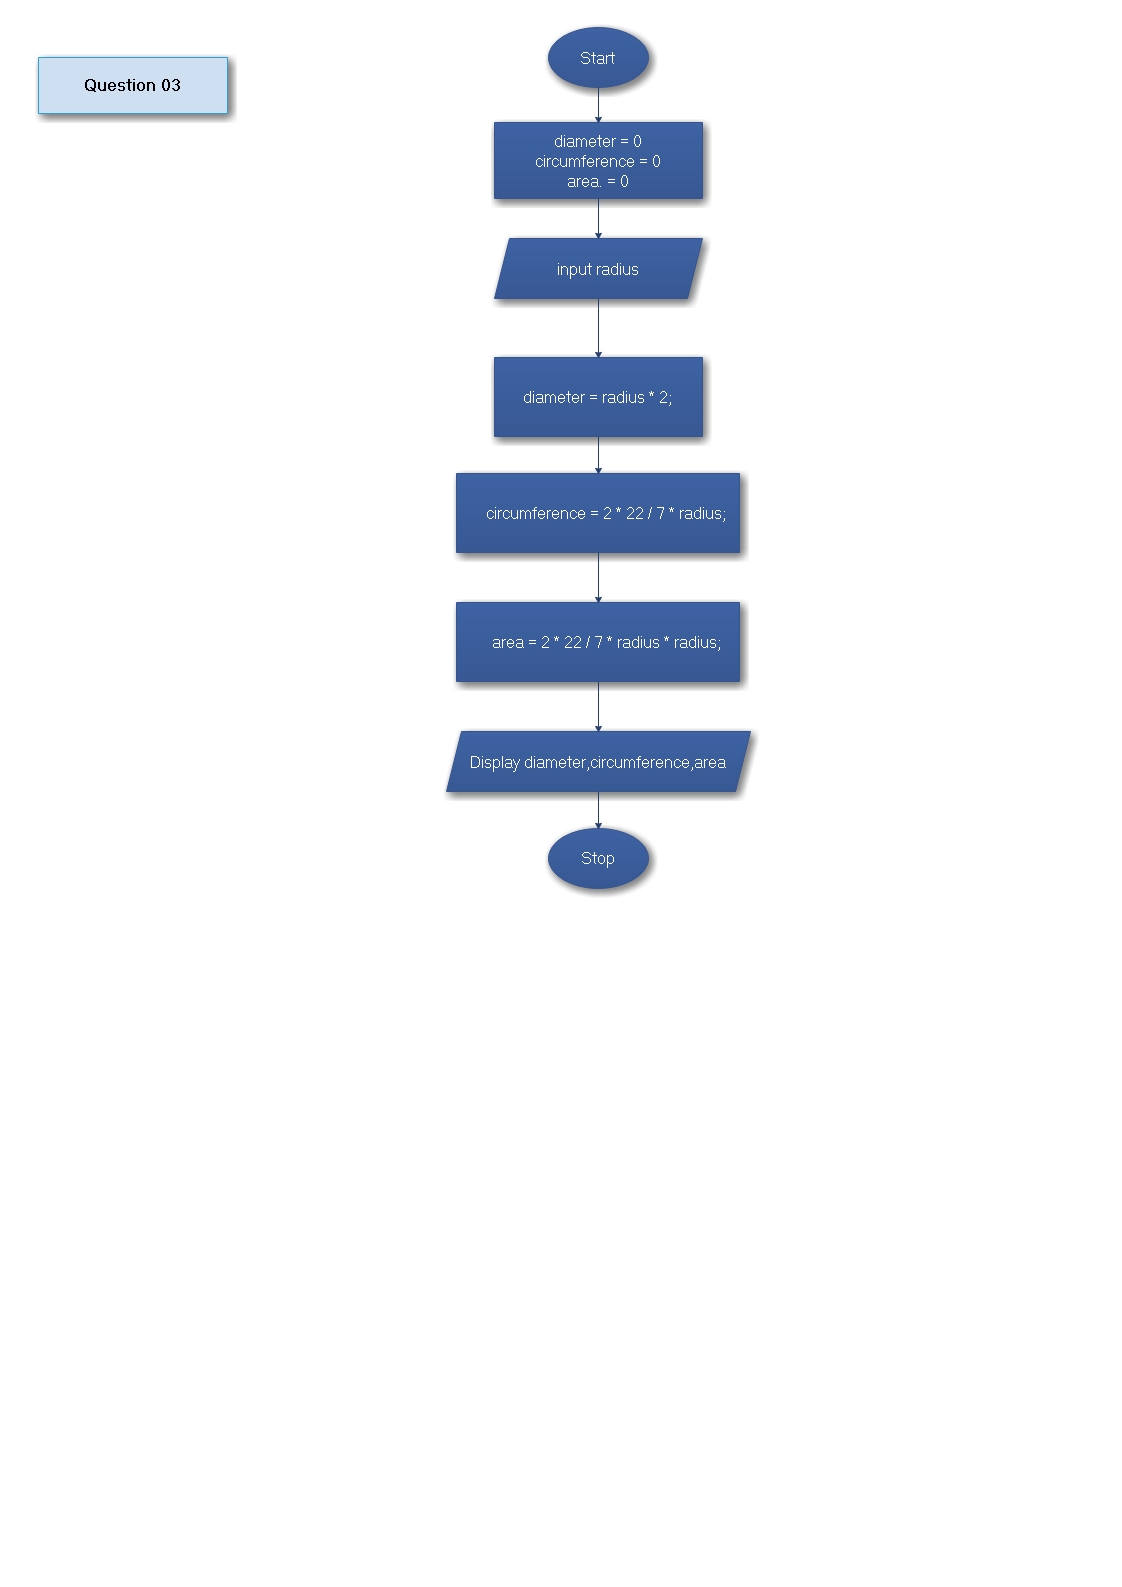 Start
Question 03
diameter = 0
circumference = 0
area. = 0
input radius
diameter = radius * 2;
circumference = 2 * 22 / 7 * radius;
area = 2 * 22 / 7 * radius * radius;
Display diameter,circumference,area
Stop